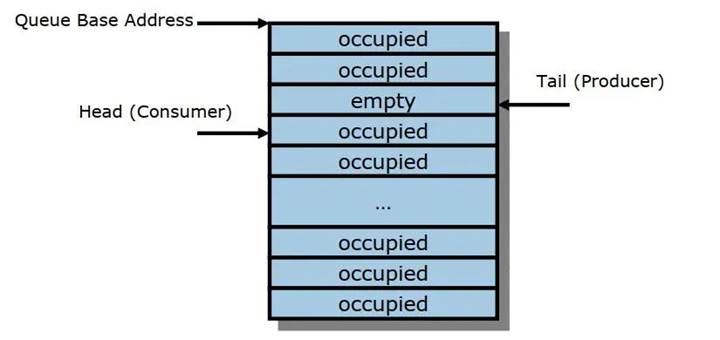 Queue Base Address
occupied
occupied
Tail (Producer)
empty
Head (Consumer)
occupied
occupied
...
occupied
occupied
occupied